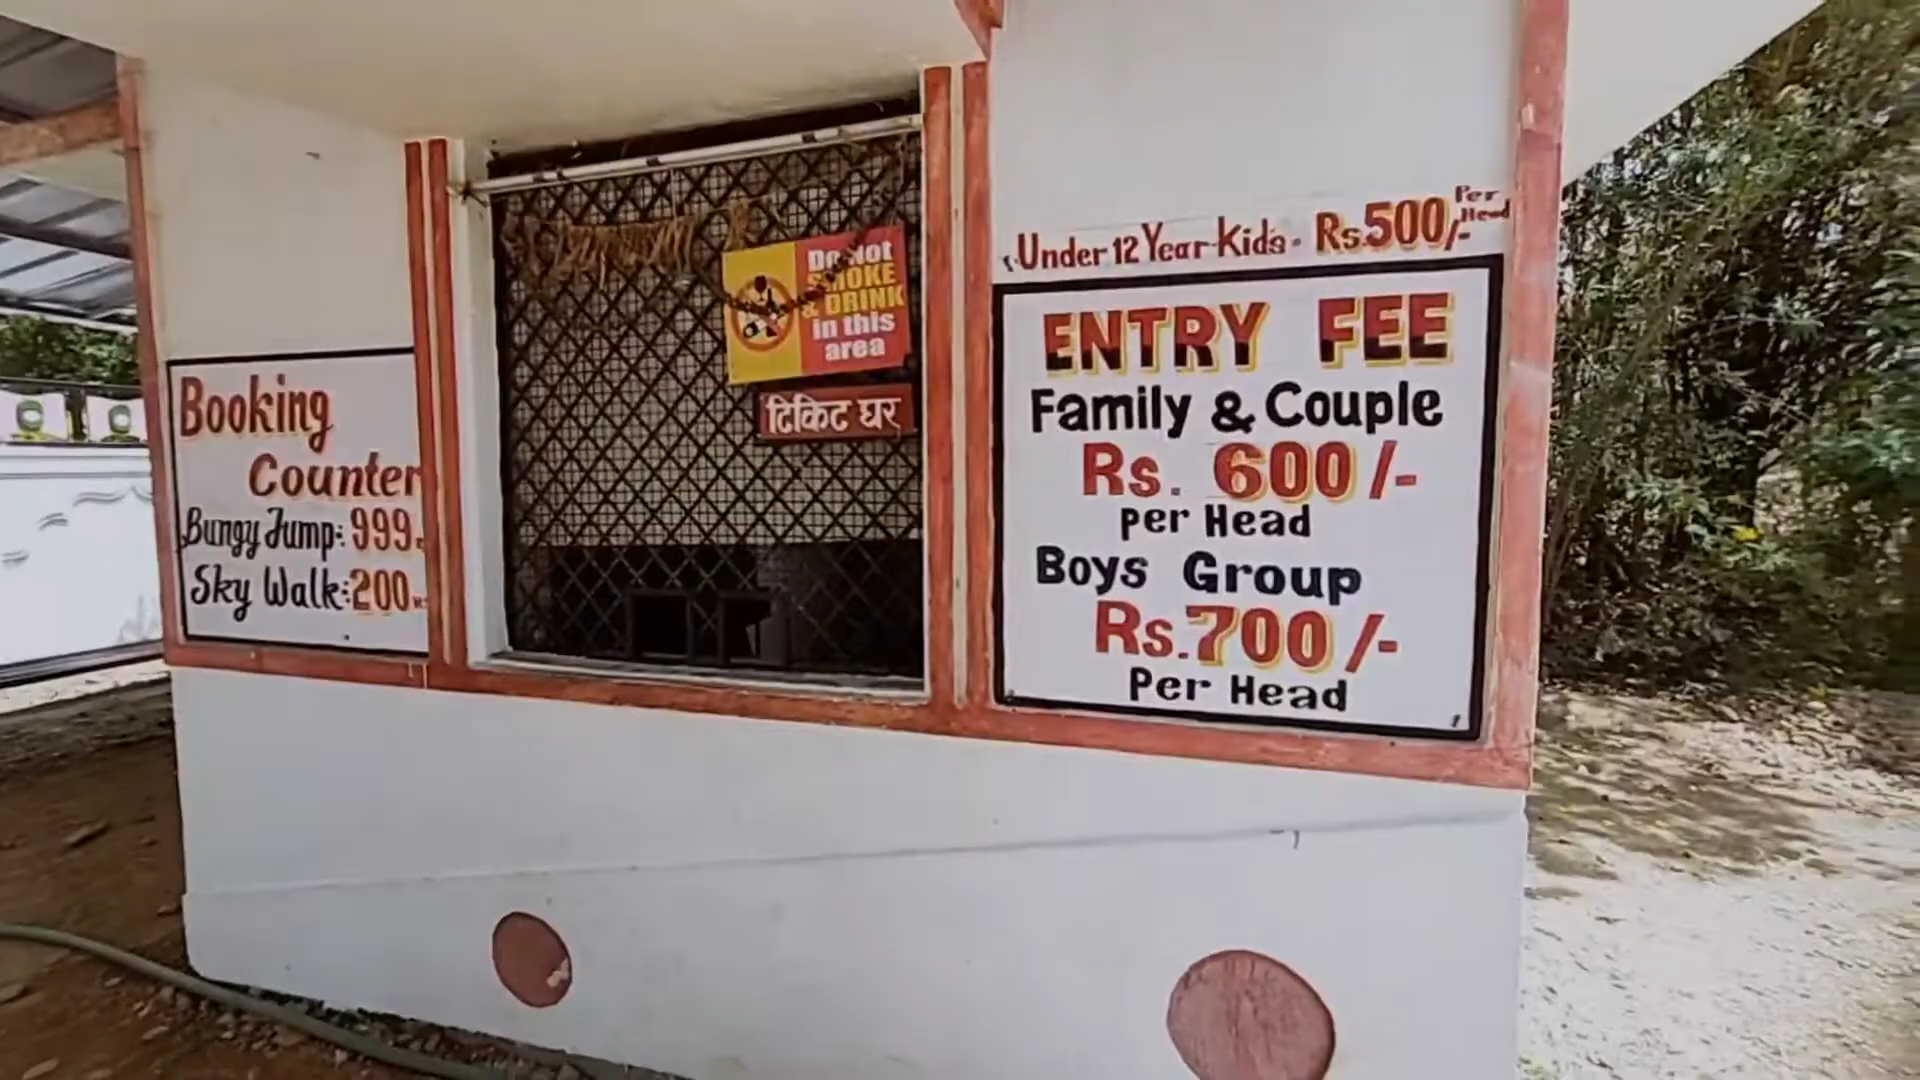 Booking
Counter
Bungy Jump: 999
Sky Walk: 200
Do Not
SMOKE
& DRINK
in this
area
टिकिट घर
Under 12 Year Kids - Rs.500/- Per Head
ENTRY FEE
Family & Couple
Rs. 600/-
per Head
Boys Group
Rs.700/-
Per Head